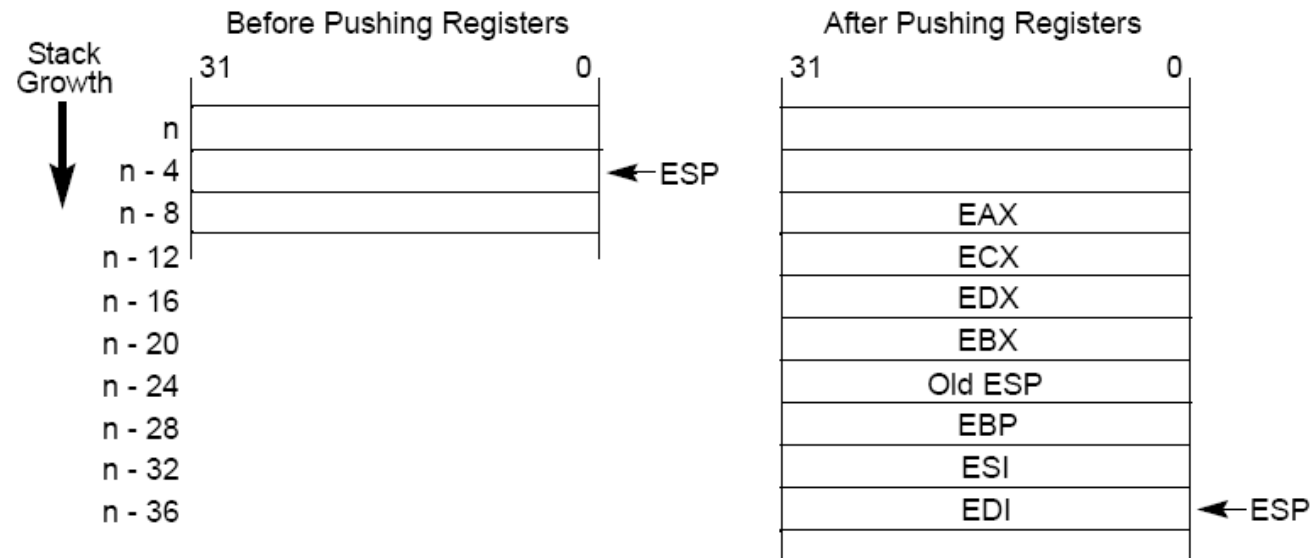 Before Pushing Registers
After Pushing Registers
Stack
Growth
31 0
31 0
n
n - 4 ESP
n - 8 EAX
n - 12 ECX
n - 16 EDX
n - 20 EBX
n - 24 Old ESP
n - 28 EBP
n - 32 ESI
n - 36 EDI ESP